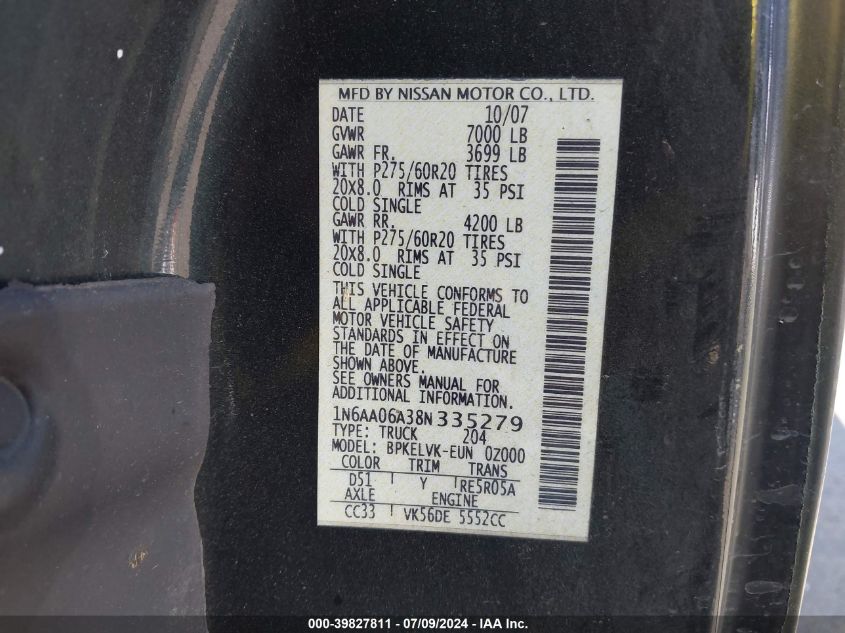 MFD BY NISSAN MOTOR CO., LTD.
DATE 10/07
GVWR 7000 LB
GAWR FR. 3699 LB
WITH P275/60R20 TIRES
20X8.0 RIMS AT 35 PSI
COLD SINGLE
GAWR RR. 4200 LB
WITH P275/60R20 TIRES
20X8.0 RIMS AT 35 PSI
COLD SINGLE
THIS VEHICLE CONFORMS TO
ALL APPLICABLE FEDERAL
MOTOR VEHICLE SAFETY
STANDARDS IN EFFECT ON
THE DATE OF MANUFACTURE
SHOWN ABOVE.
SEE OWNERS MANUAL FOR
ADDITIONAL INFORMATION.
1N6AA06A38N335279
TYPE: TRUCK 204
MODEL: BPKELVK-EUN 0Z000
COLOR TRIM TRANS
D51 Y RE5R05A
AXLE ENGINE
CC33 VK56DE 5552CC
000-39827811 / 07/09/2024 - IAA Inc.